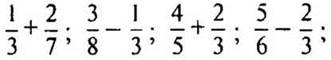 1/3 + 2/7; 3/8 − 1/3; 4/5 + 2/3; 5/6 − 2/3;